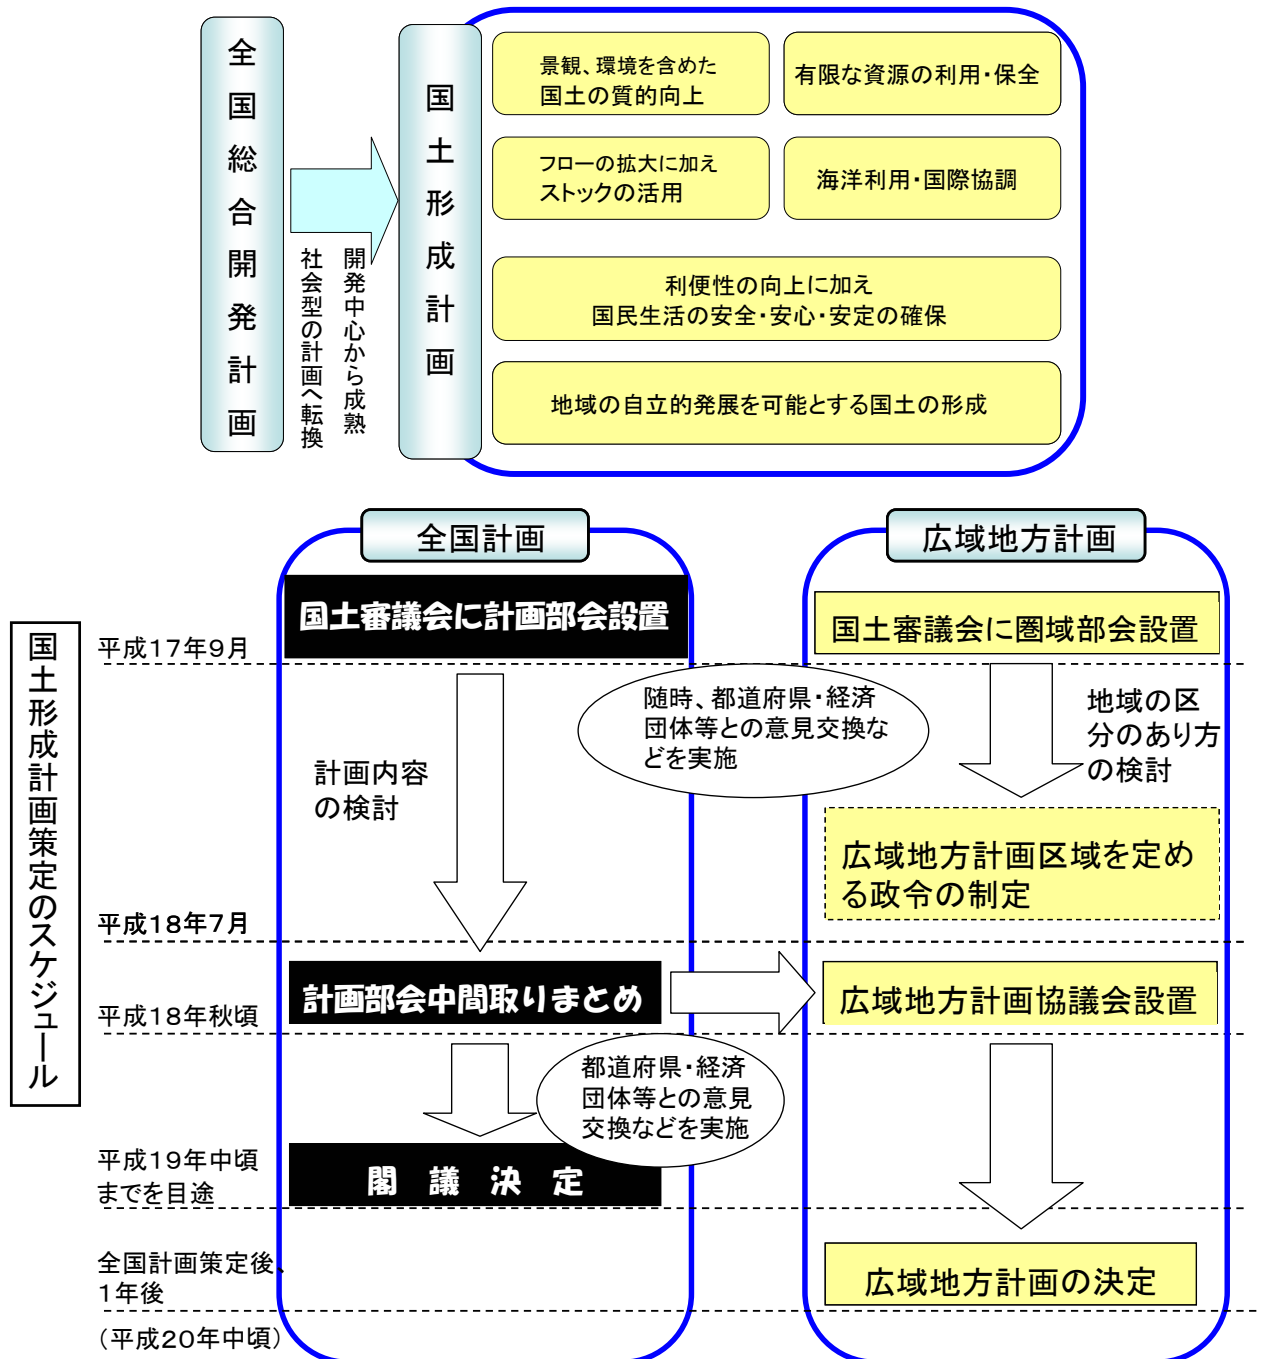 全国総合開発計画
開発中心から成熟
社会型の計画へ転換
国土形成計画
景観、環境を含めた
国土の質的向上
有限な資源の利用・保全
フローの拡大に加え
ストックの活用
海洋利用・国際協調
利便性の向上に加え
国民生活の安全・安心・安定の確保
地域の自立的発展を可能とする国土の形成
国土形成計画策定のスケジュール
全国計画
広域地方計画
国土審議会に計画部会設置
国土審議会に圏域部会設置
平成17年9月
随時、都道府県・経済
団体等との意見交換な
どを実施
地域の区
分のあり方
の検討
計画内容
の検討
広域地方計画区域を定め
る政令の制定
平成18年7月
計画部会中間取りまとめ
広域地方計画協議会設置
平成18年秋頃
都道府県・経済
団体等との意見
交換などを実施
平成19年中頃
までを目途
閣議決定
全国計画策定後、
1年後
広域地方計画の決定
(平成20年中頃)